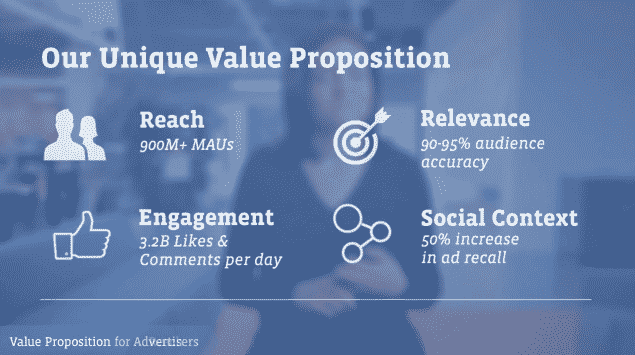 Our Unique Value Proposition
Reach
900M+ MAUs
Relevance
90-95% audience
accuracy
Engagement
3.2B Likes &
Comments per day
Social Context
50% increase
in ad recall
Value Proposition for Advertisers